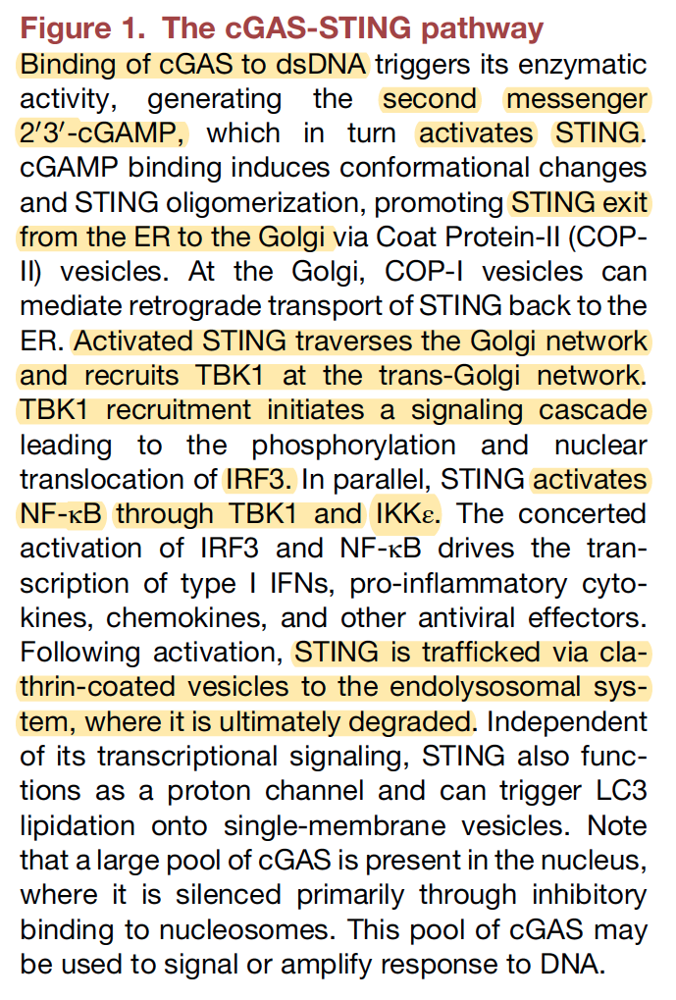 Figure 1. The cGAS-STING pathway
Binding of cGAS to dsDNA triggers its enzymatic
activity, generating the second messenger
2′3′-cGAMP, which in turn activates STING.
cGAMP binding induces conformational changes
and STING oligomerization, promoting STING exit
from the ER to the Golgi via Coat Protein-II (COP-
II) vesicles. At the Golgi, COP-I vesicles can
mediate retrograde transport of STING back to the
ER. Activated STING traverses the Golgi network
and recruits TBK1 at the trans-Golgi network.
TBK1 recruitment initiates a signaling cascade
leading to the phosphorylation and nuclear
translocation of IRF3. In parallel, STING activates
NF-κB through TBK1 and IKKε. The concerted
activation of IRF3 and NF-κB drives the tran-
scription of type I IFNs, pro-inflammatory cyto-
kines, chemokines, and other antiviral effectors.
Following activation, STING is trafficked via cla-
thrin-coated vesicles to the endolysosomal sys-
tem, where it is ultimately degraded. Independent
of its transcriptional signaling, STING also func-
tions as a proton channel and can trigger LC3
lipidation onto single-membrane vesicles. Note
that a large pool of cGAS is present in the nucleus,
where it is silenced primarily through inhibitory
binding to nucleosomes. This pool of cGAS may
be used to signal or amplify response to DNA.